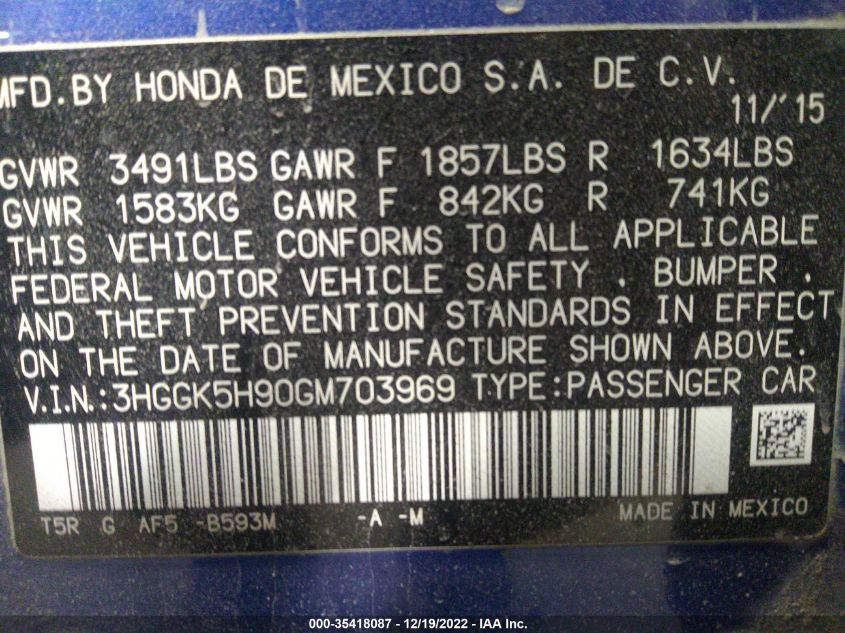 MFD.BY HONDA DE MEXICO S.A. DE C.V.
11/'15
GVWR 3491LBS GAWR F 1857LBS R 1634LBS
GVWR 1583KG GAWR F 842KG R 741KG
THIS VEHICLE CONFORMS TO ALL APPLICABLE
FEDERAL MOTOR VEHICLE SAFETY , BUMPER ,
AND THEFT PREVENTION STANDARDS IN EFFECT
ON THE DATE OF MANUFACTURE SHOWN ABOVE.
V.I.N.:3HGGK5H90GM703969 TYPE:PASSENGER CAR
T5R G AF5 -B593M -A -M MADE IN MEXICO
000-35418087 - 12/19/2022 - IAA Inc.